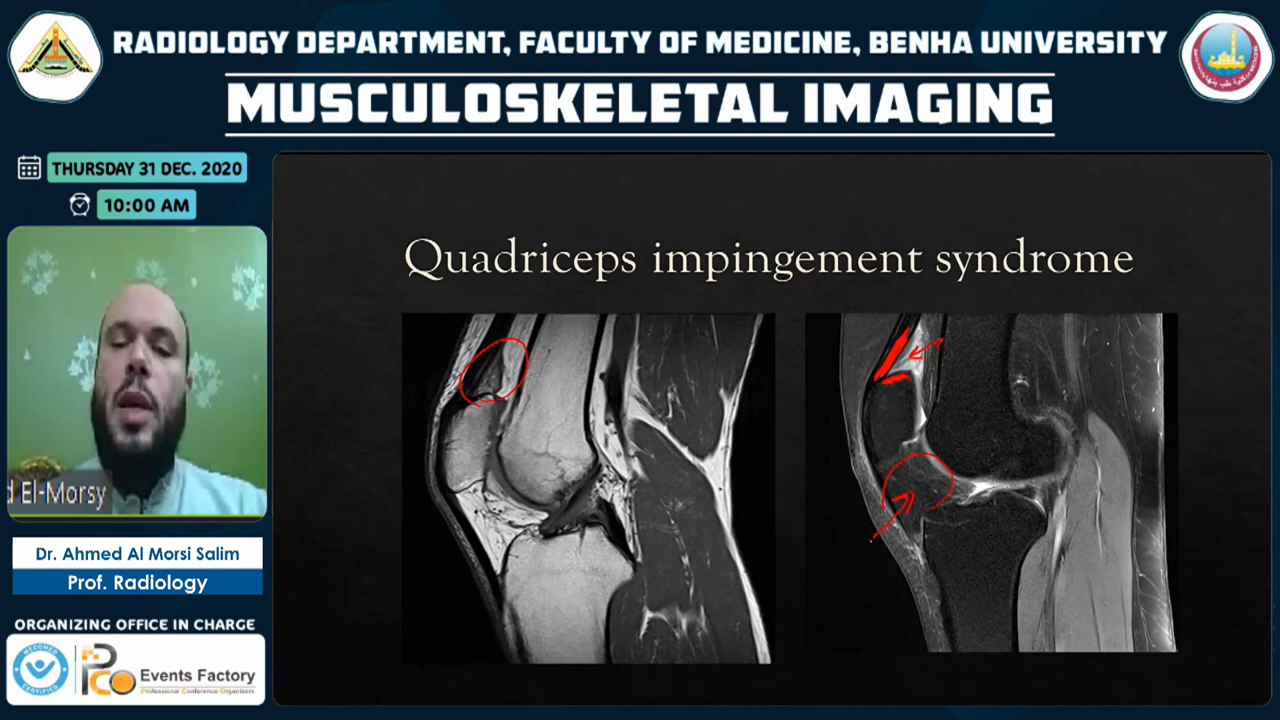 RADIOLOGY DEPARTMENT, FACULTY OF MEDICINE, BENHA UNIVERSITY
MUSCULOSKELETAL IMAGING
THURSDAY 31 DEC. 2020
10:00 AM
Quadriceps impingement syndrome
d El-Morsy
Dr. Ahmed Al Morsi Salim
Prof. Radiology
ORGANIZING OFFICE IN CHARGE
PCO
Events Factory
Professional Conference Organizers